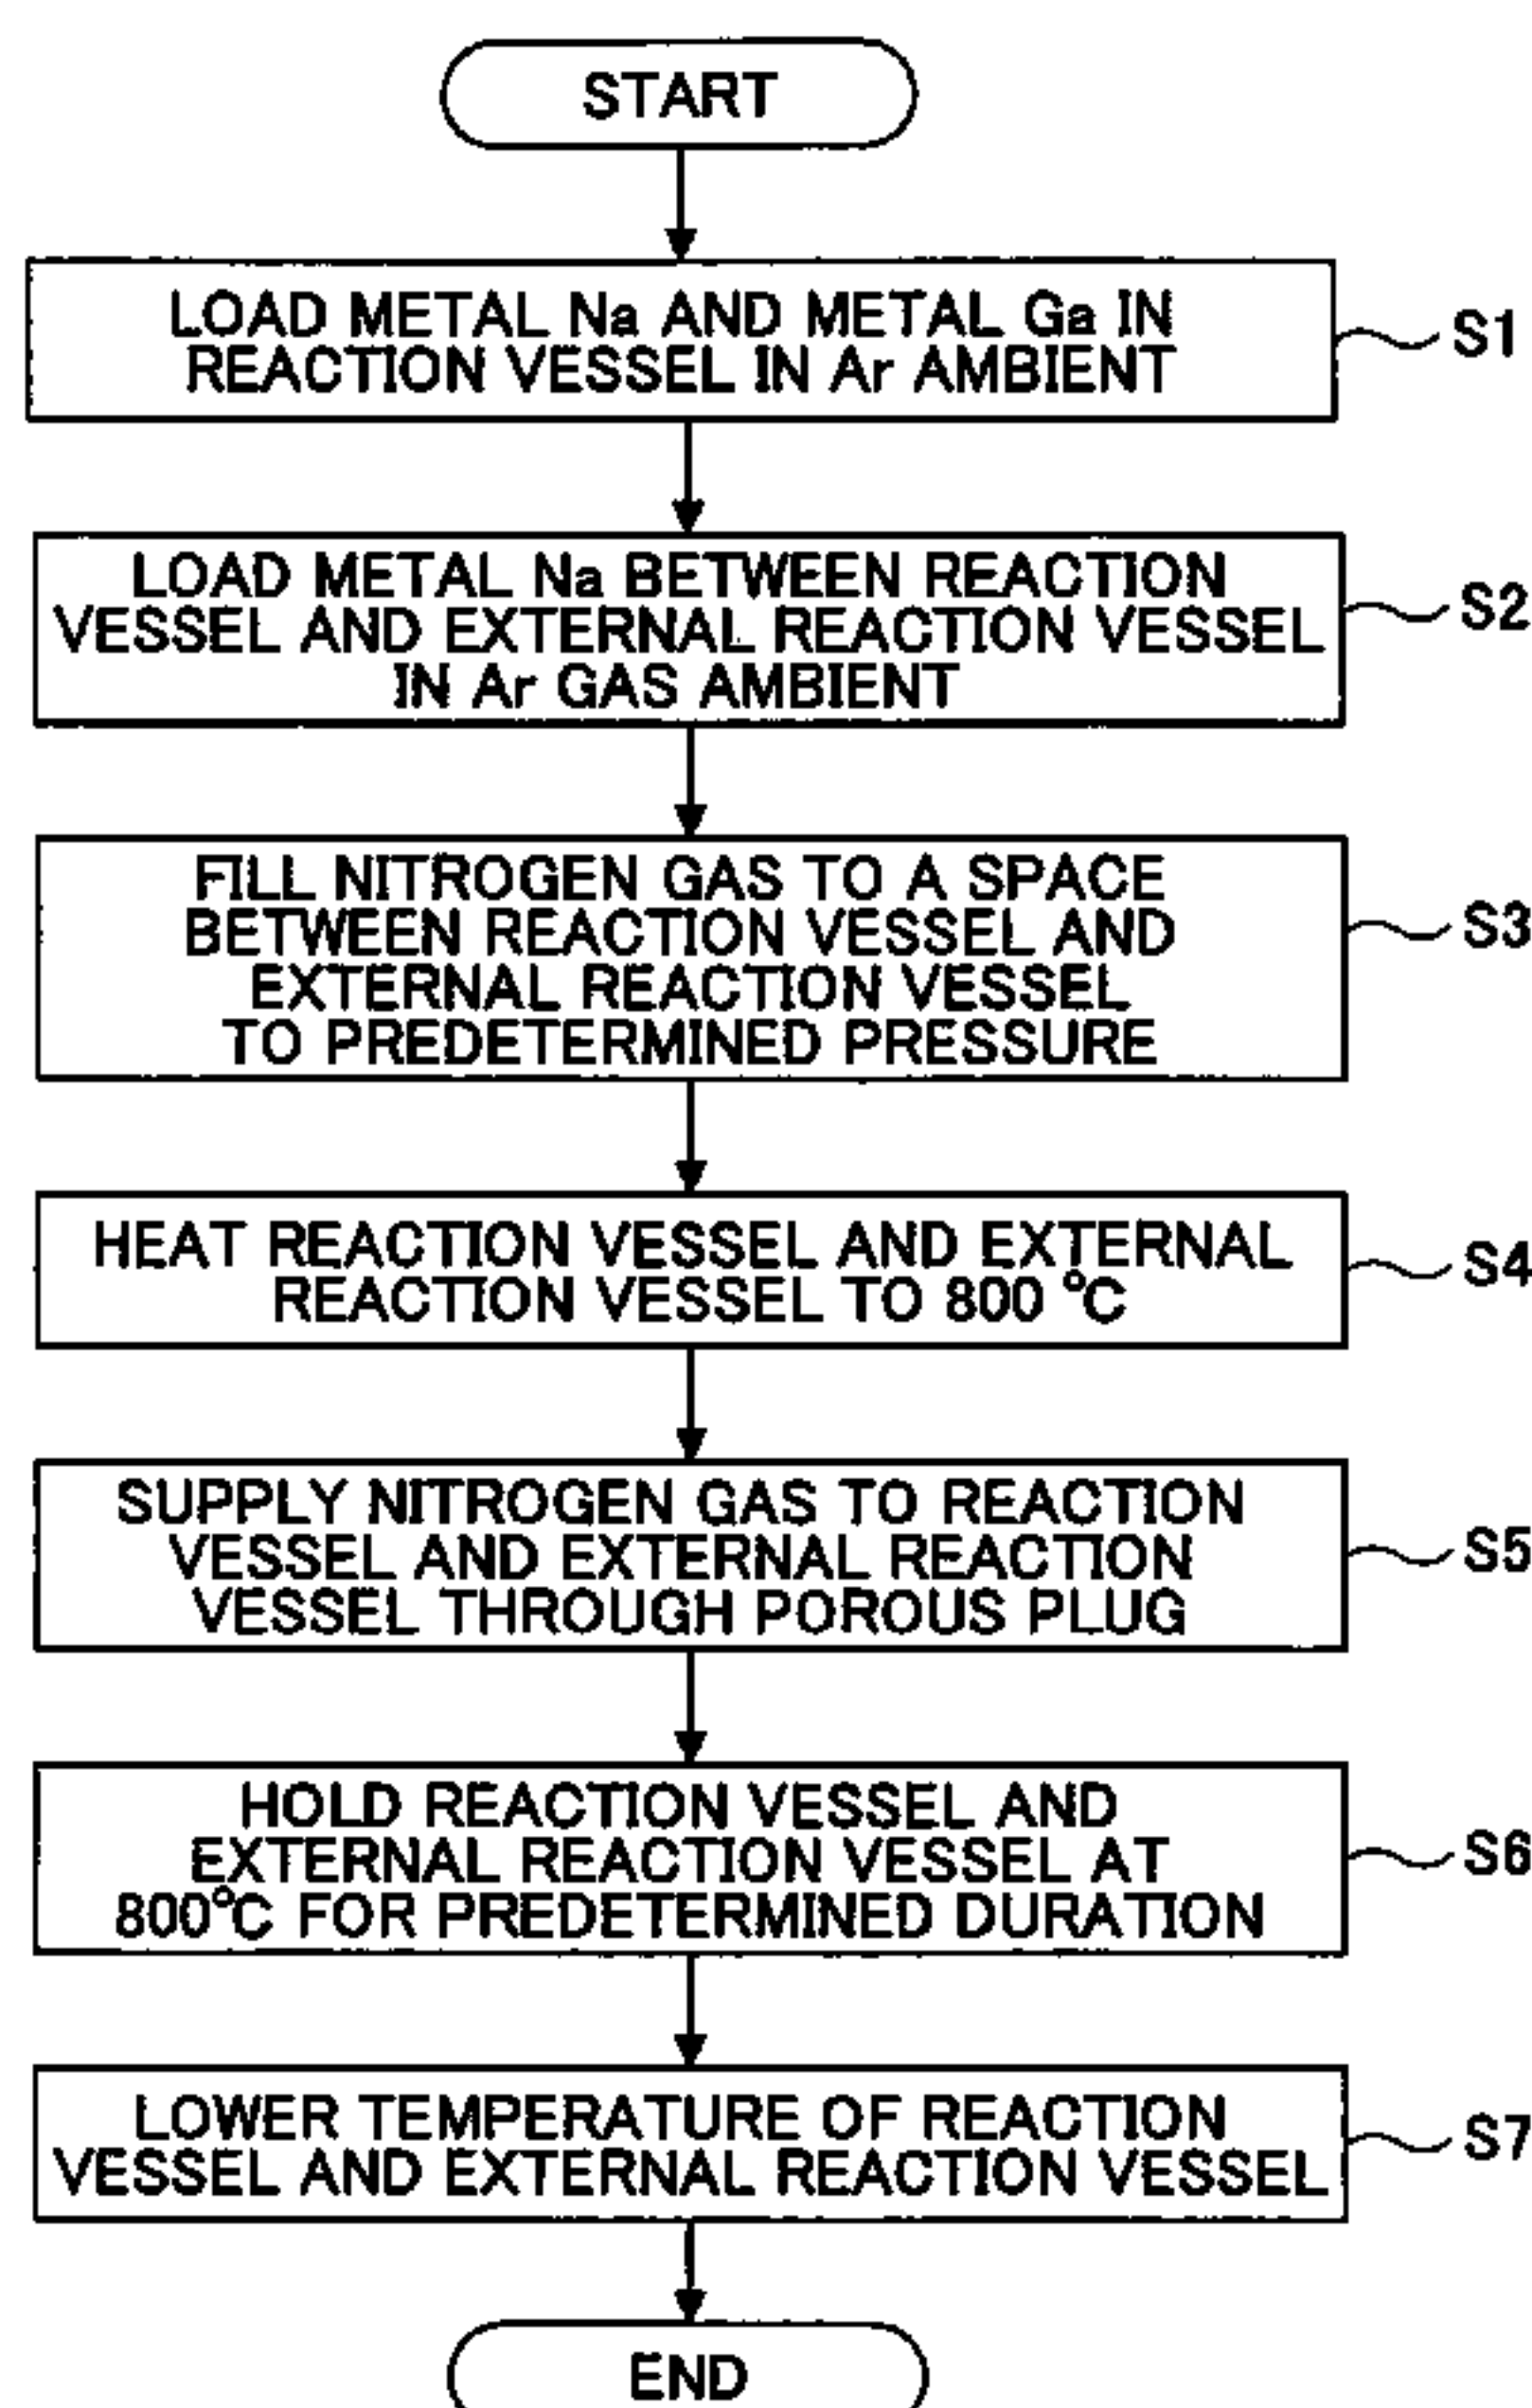 START
LOAD METAL Na AND METAL Ga IN
REACTION VESSEL IN Ar AMBIENT
S1
LOAD METAL Na BETWEEN REACTION
VESSEL AND EXTERNAL REACTION VESSEL
IN Ar GAS AMBIENT
S2
FILL NITROGEN GAS TO A SPACE
BETWEEN REACTION VESSEL AND
EXTERNAL REACTION VESSEL
TO PREDETERMINED PRESSURE
S3
HEAT REACTION VESSEL AND EXTERNAL
REACTION VESSEL TO 800 °C
S4
SUPPLY NITROGEN GAS TO REACTION
VESSEL AND EXTERNAL REACTION
VESSEL THROUGH POROUS PLUG
S5
HOLD REACTION VESSEL AND
EXTERNAL REACTION VESSEL AT
800°C FOR PREDETERMINED DURATION
S6
LOWER TEMPERATURE OF REACTION
VESSEL AND EXTERNAL REACTION VESSEL
S7
END